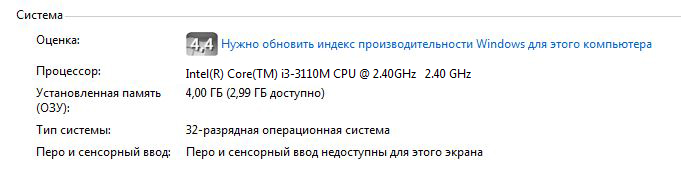 Система
Оценка: 4,4 Нужно обновить индекс производительности Windows для этого компьютера
Процессор: Intel(R) Core(TM) i3-3110M CPU @ 2.40GHz 2.40 GHz
Установленная память 4,00 ГБ (2,99 ГБ доступно)
(ОЗУ):
Тип системы: 32-разрядная операционная система
Перо и сенсорный ввод: Перо и сенсорный ввод недоступны для этого экрана